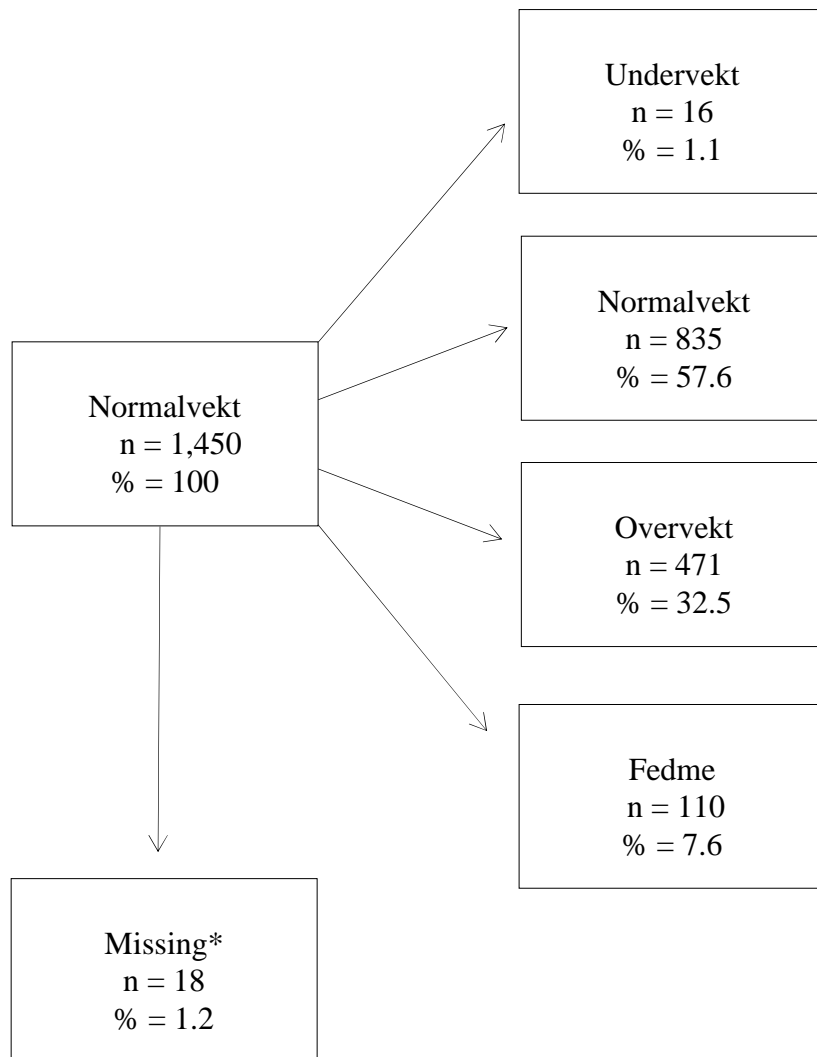 Undervekt
n = 16
% = 1.1
Normalvekt
n = 835
% = 57.6
Normalvekt
n = 1,450
% = 100
Overvekt
n = 471
% = 32.5
Fedme
n = 110
% = 7.6
Missing*
n = 18
% = 1.2